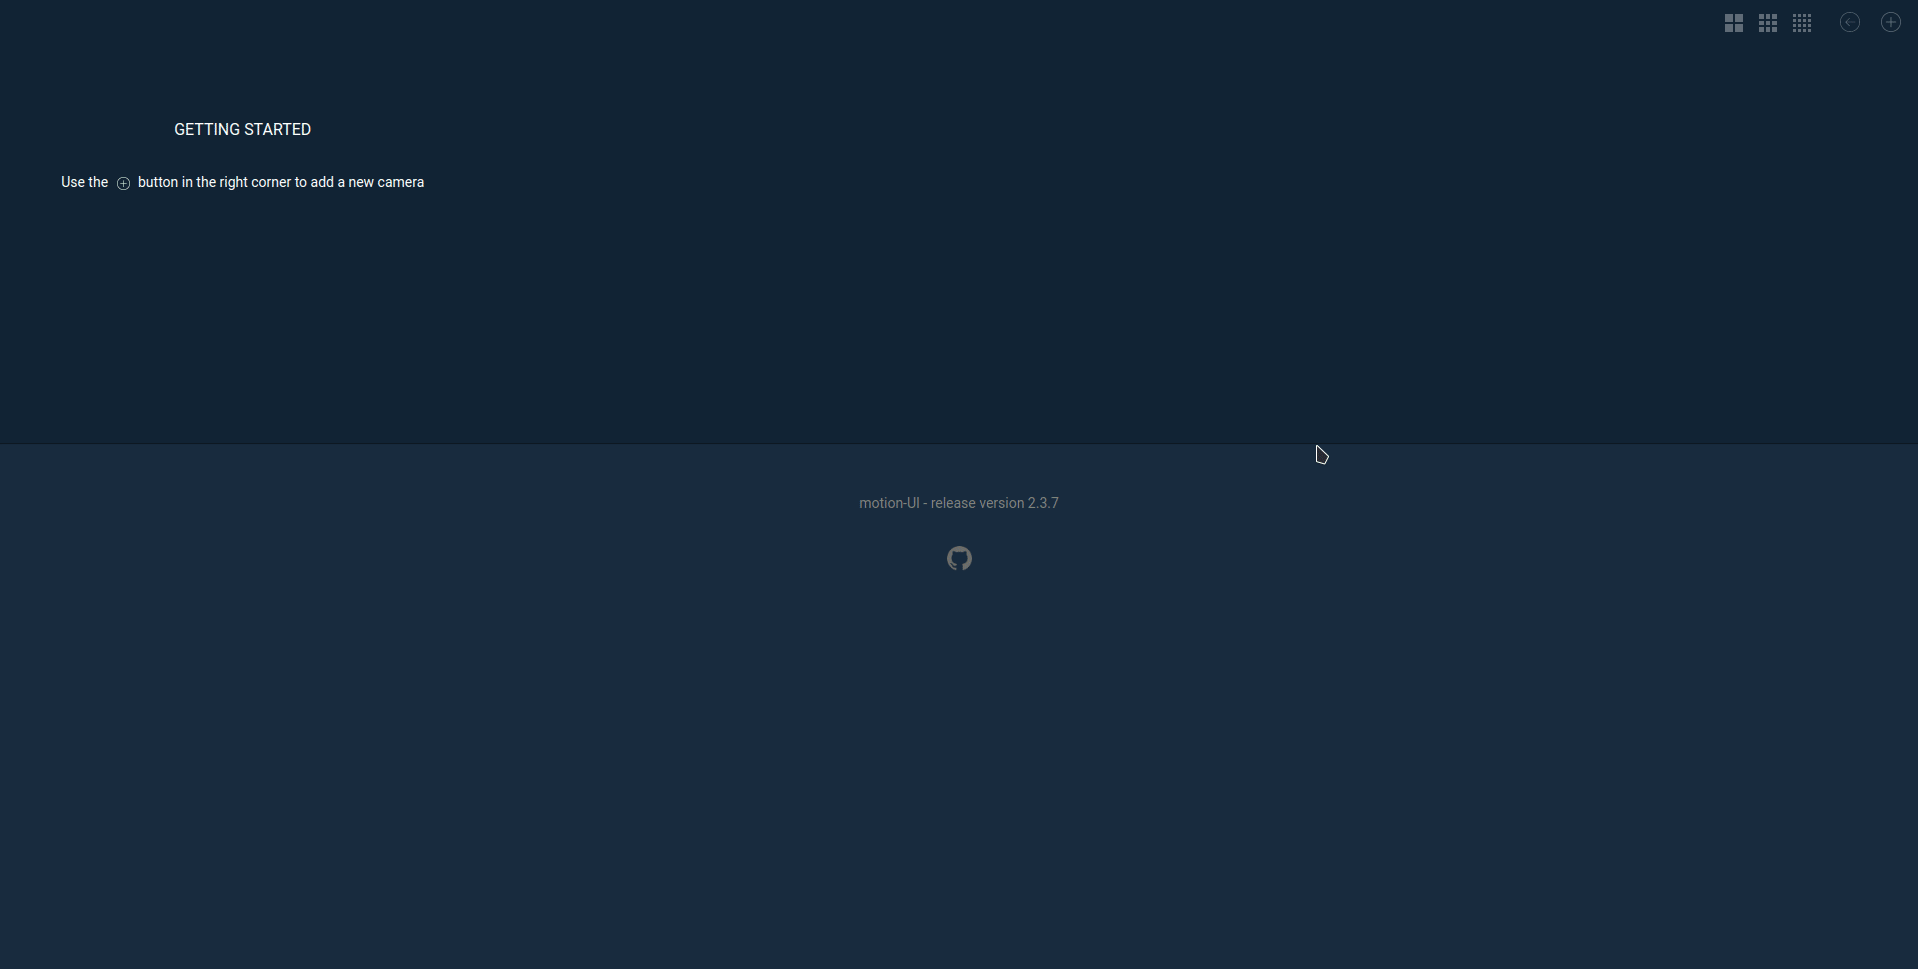 GETTING STARTED
Use the button in the right corner to add a new camera
motion-UI - release version 2.3.7